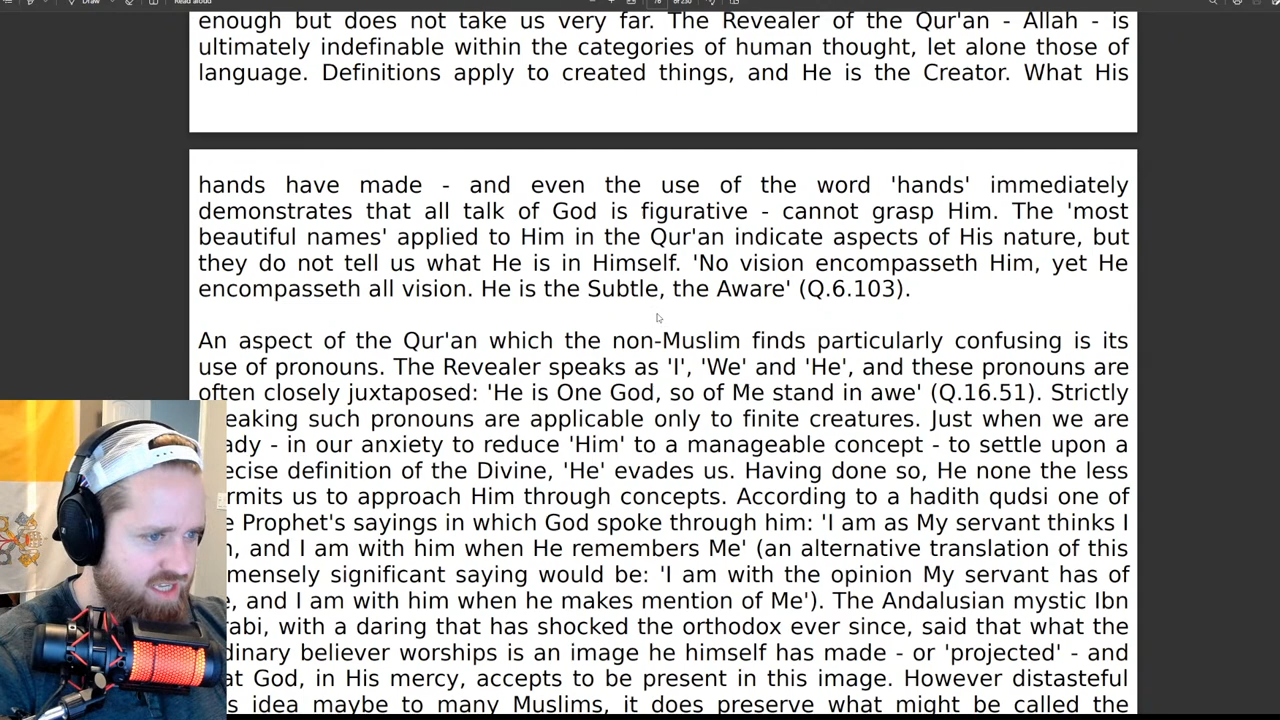 Draw
Read aloud
76 of 230
enough but does not take us very far. The Revealer of the Qur'an - Allah - is
ultimately indefinable within the categories of human thought, let alone those of
language. Definitions apply to created things, and He is the Creator. What His
hands have made - and even the use of the word 'hands' immediately
demonstrates that all talk of God is figurative - cannot grasp Him. The 'most
beautiful names' applied to Him in the Qur'an indicate aspects of His nature, but
they do not tell us what He is in Himself. 'No vision encompasseth Him, yet He
encompasseth all vision. He is the Subtle, the Aware' (Q.6.103).
An aspect of the Qur'an which the non-Muslim finds particularly confusing is its
use of pronouns. The Revealer speaks as 'I', 'We' and 'He', and these pronouns are
often closely juxtaposed: 'He is One God, so of Me stand in awe' (Q.16.51). Strictly
eaking such pronouns are applicable only to finite creatures. Just when we are
ady - in our anxiety to reduce 'Him' to a manageable concept - to settle upon a
ecise definition of the Divine, 'He' evades us. Having done so, He none the less
rmits us to approach Him through concepts. According to a hadith qudsi one of
e Prophet's sayings in which God spoke through him: 'I am as My servant thinks I
, and I am with him when He remembers Me' (an alternative translation of this
mensely significant saying would be: 'I am with the opinion My servant has of
e, and I am with him when he makes mention of Me'). The Andalusian mystic Ibn
rabi, with a daring that has shocked the orthodox ever since, said that what the
dinary believer worships is an image he himself has made - or 'projected' - and
at God, in His mercy, accepts to be present in this image. However distasteful
s idea maybe to many Muslims, it does preserve what might be called the